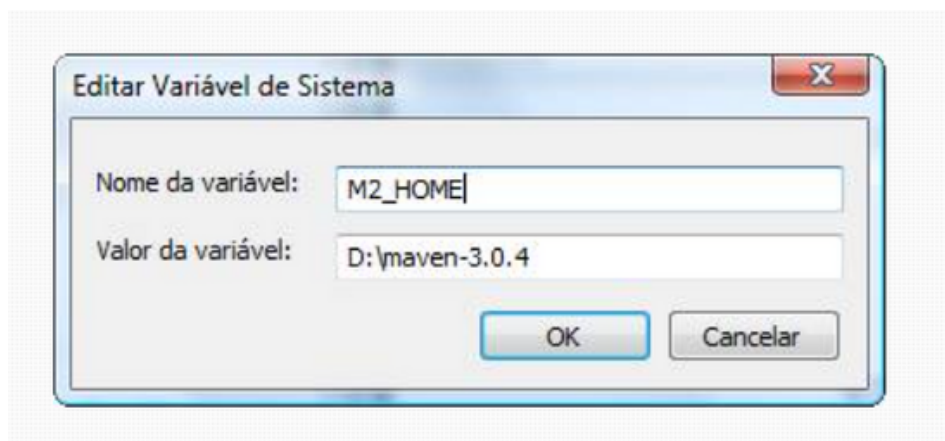 Editar Variável de Sistema
Nome da variável: M2_HOME
Valor da variável: D:\maven-3.0.4
OK Cancelar